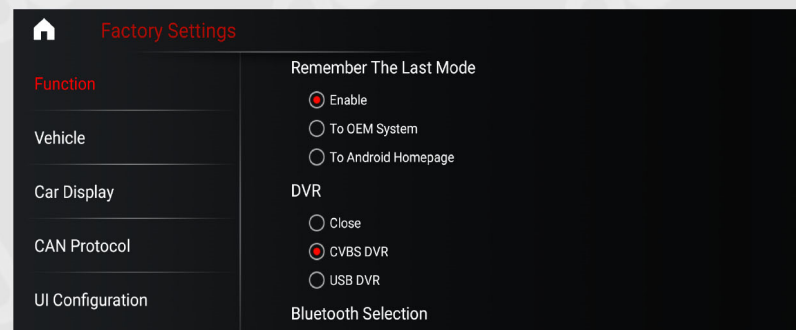 Factory Settings
Function
Vehicle
Car Display
CAN Protocol
UI Configuration
Remember The Last Mode
Enable
To OEM System
To Android Homepage
DVR
Close
CVBS DVR
USB DVR
Bluetooth Selection